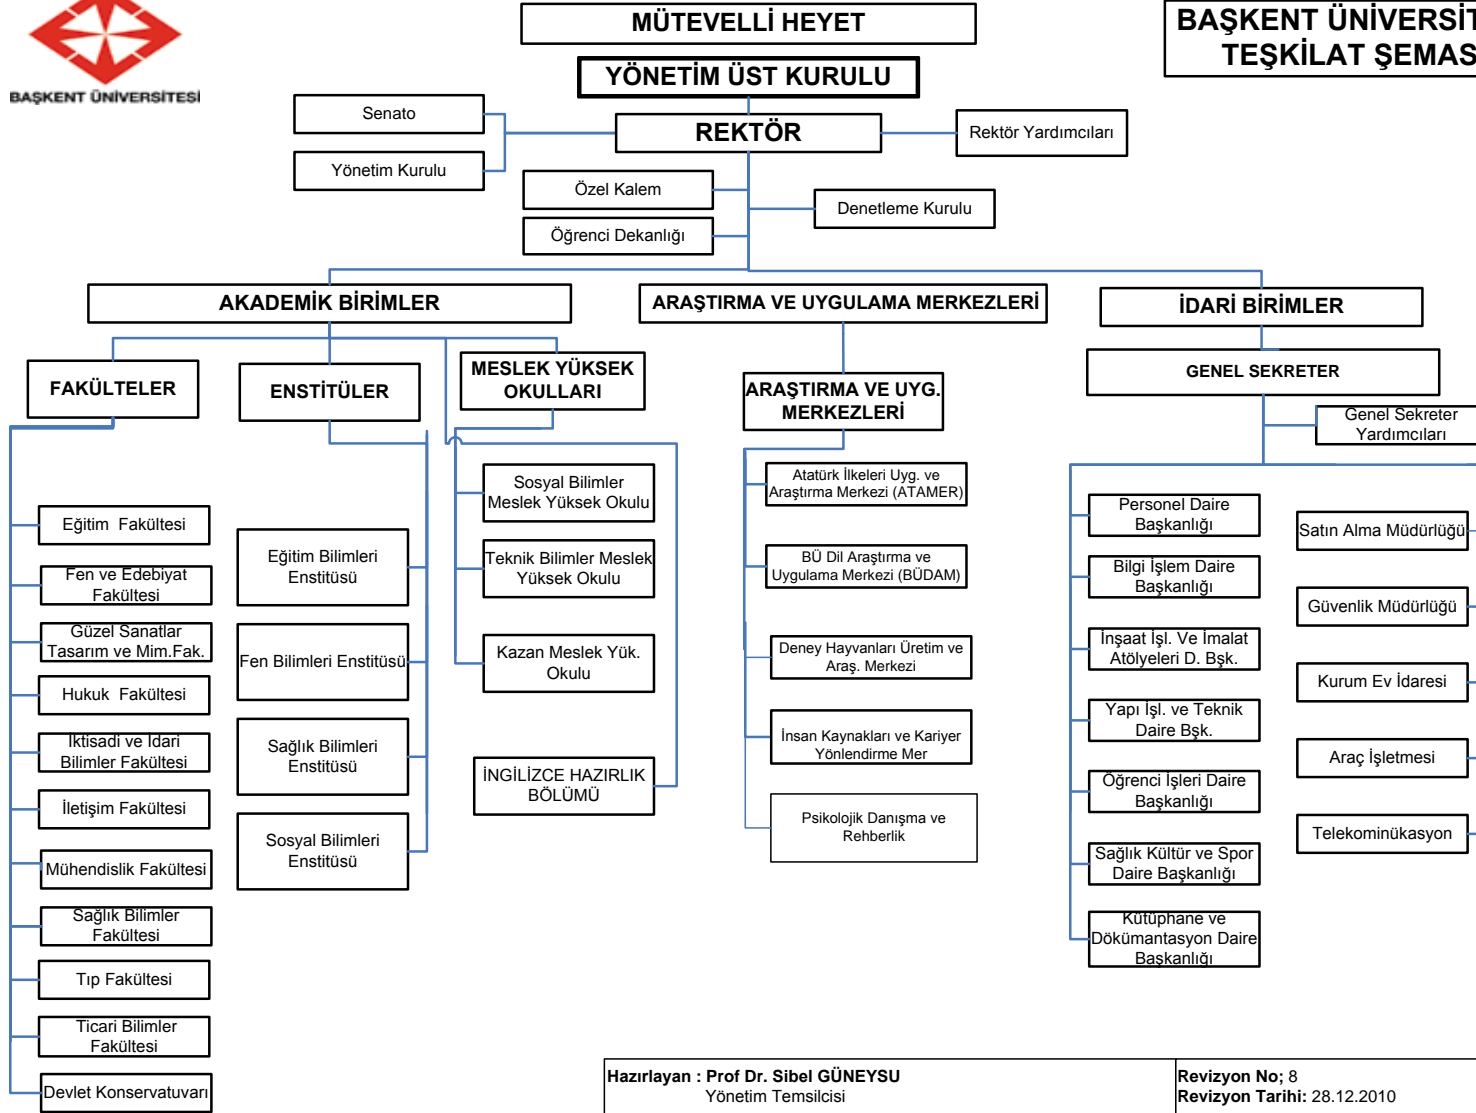 MÜTEVELLİ HEYET
BAŞKENT ÜNİVERSİT
TEŞKİLAT ŞEMAS
BAŞKENT ÜNİVERSİTESİ
YÖNETİM ÜST KURULU
Senato
REKTÖR
Rektör Yardımcıları
Yönetim Kurulu
Özel Kalem
Denetleme Kurulu
Öğrenci Dekanlığı
AKADEMİK BİRİMLER
ARAŞTIRMA VE UYGULAMA MERKEZLERİ
İDARİ BİRİMLER
FAKÜLTELER
ENSTİTÜLER
MESLEK YÜKSEK
OKULLARI
ARAŞTIRMA VE UYG.
MERKEZLERİ
GENEL SEKRETER
Genel Sekreter
Yardımcıları
Eğitim  Fakültesi
Fen ve Edebiyat
Fakültesi
Güzel Sanatlar
Tasarım ve Mim.Fak.
Hukuk  Fakültesi
Iktisadi ve Idari
Bilimler Fakültesi
İletişim Fakültesi
Mühendislik Fakültesi
Sağlık Bilimler
Fakültesi
Tıp Fakültesi
Ticari Bilimler
Fakültesi
Devlet Konservatuvarı
Eğitim Bilimleri
Enstitüsü
Fen Bilimleri Enstitüsü
Sağlık Bilimleri
Enstitüsü
Sosyal Bilimleri
Enstitüsü
Sosyal Bilimler
Meslek Yüksek Okulu
Teknik Bilimler Meslek
Yüksek Okulu
Kazan Meslek Yük.
Okulu
İNGİLİZCE HAZIRLIK
BÖLÜMÜ
Atatürk İlkeleri Uyg. ve
Araştırma Merkezi (ATAMER)
BÜ Dil Araştırma ve
Uygulama Merkezi (BÜDAM)
Deney Hayvanları Üretim ve
Araş. Merkezi
İnsan Kaynakları ve Kariyer
Yönlendirme Mer
Psikolojik Danışma ve
Rehberlik
Personel Daire
Başkanlığı
Bilgi İşlem Daire
Başkanlığı
İnşaat İşl. Ve İmalat
Atölyeleri D. Bşk.
Yapı İşl. ve Teknik
Daire Bşk.
Öğrenci İşleri Daire
Başkanlığı
Sağlık Kültür ve Spor
Daire Başkanlığı
Kütüphane ve
Dökümantasyon Daire
Başkanlığı
Satın Alma Müdürlüğü
Güvenlik Müdürlüğü
Kurum Ev İdaresi
Araç İşletmesi
Telekominükasyon
Hazırlayan : Prof Dr. Sibel GÜNEYSU
Yönetim Temsilcisi
Revizyon No; 8
Revizyon Tarihi: 28.12.2010